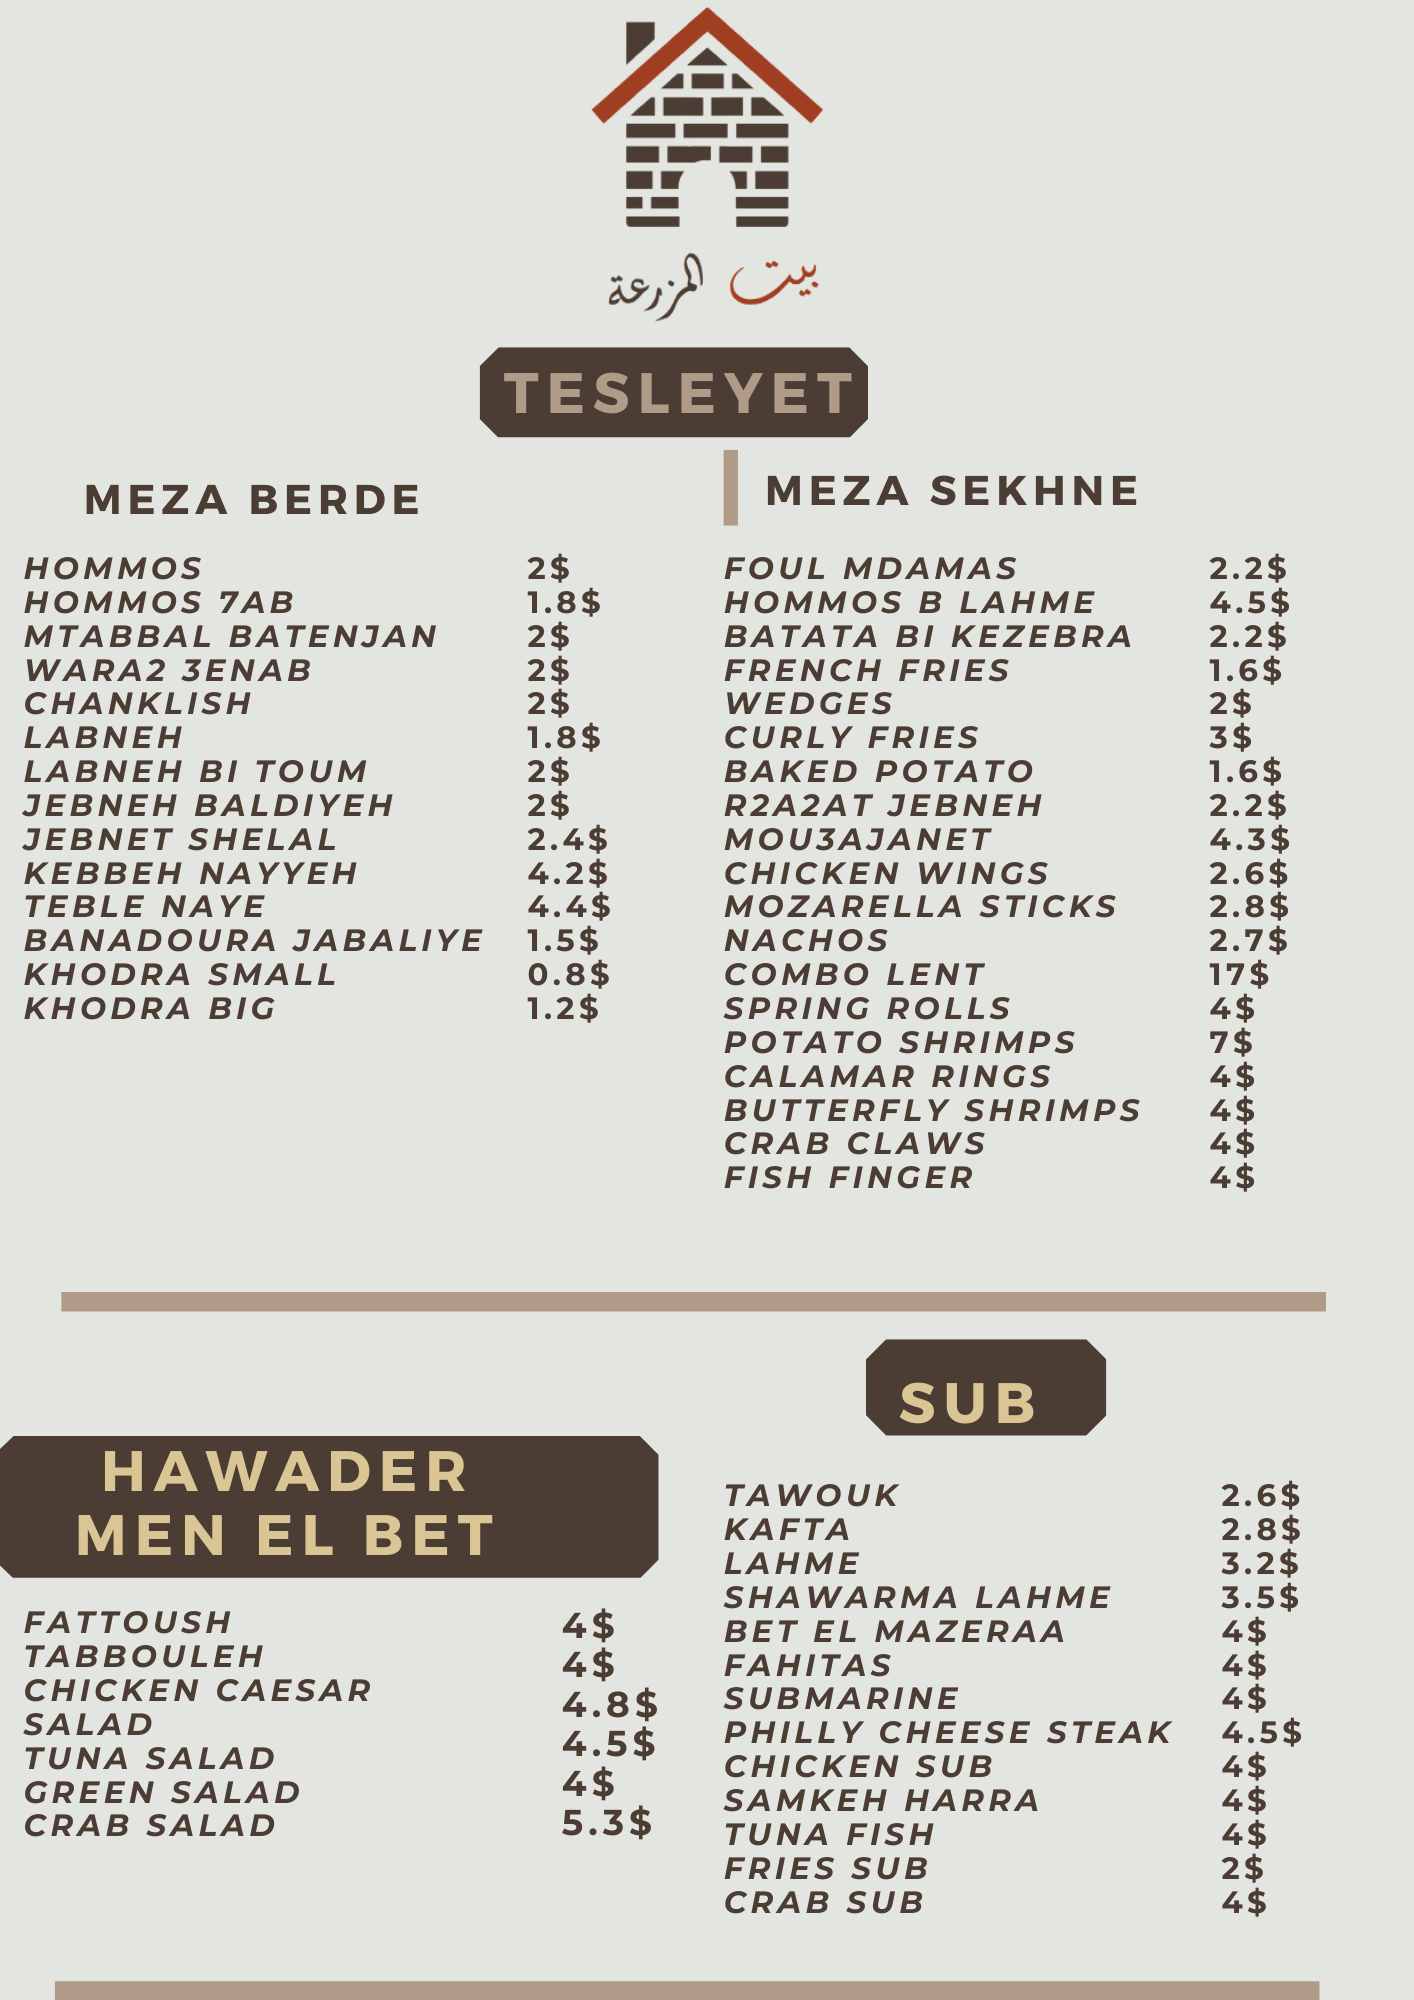 بيت المزرعة
TESLEYET
MEZA BERDE
HOMMOS 2$
HOMMOS 7AB 1.8$
MTABBAL BATENJAN 2$
WARA2 3ENAB 2$
CHANKLISH 2$
LABNEH 1.8$
LABNEH BI TOUM 2$
JEBNEH BALDIYEH 2$
JEBNET SHELAL 2.4$
KEBBEH NAYYEH 4.2$
TEBLE NAYE 4.4$
BANADOURA JABALIYE 1.5$
KHODRA SMALL 0.8$
KHODRA BIG 1.2$
MEZA SEKHNE
FOUL MDAMAS 2.2$
HOMMOS B LAHME 4.5$
BATATA BI KEZEBRA 2.2$
FRENCH FRIES 1.6$
WEDGES 2$
CURLY FRIES 3$
BAKED POTATO 1.6$
R2A2AT JEBNEH 2.2$
MOU3AJANET 4.3$
CHICKEN WINGS 2.6$
MOZARELLA STICKS 2.8$
NACHOS 2.7$
COMBO LENT 17$
SPRING ROLLS 4$
POTATO SHRIMPS 7$
CALAMAR RINGS 4$
BUTTERFLY SHRIMPS 4$
CRAB CLAWS 4$
FISH FINGER 4$
HAWADER
MEN EL BET
FATTOUSH 4$
TABBOULEH 4$
CHICKEN CAESAR 4.8$
SALAD
TUNA SALAD 4.5$
GREEN SALAD 4$
CRAB SALAD 5.3$
SUB
TAWOUK 2.6$
KAFTA 2.8$
LAHME 3.2$
SHAWARMA LAHME 3.5$
BET EL MAZERAA 4$
FAHITAS 4$
SUBMARINE 4$
PHILLY CHEESE STEAK 4.5$
CHICKEN SUB 4$
SAMKEH HARRA 4$
TUNA FISH 4$
FRIES SUB 2$
CRAB SUB 4$